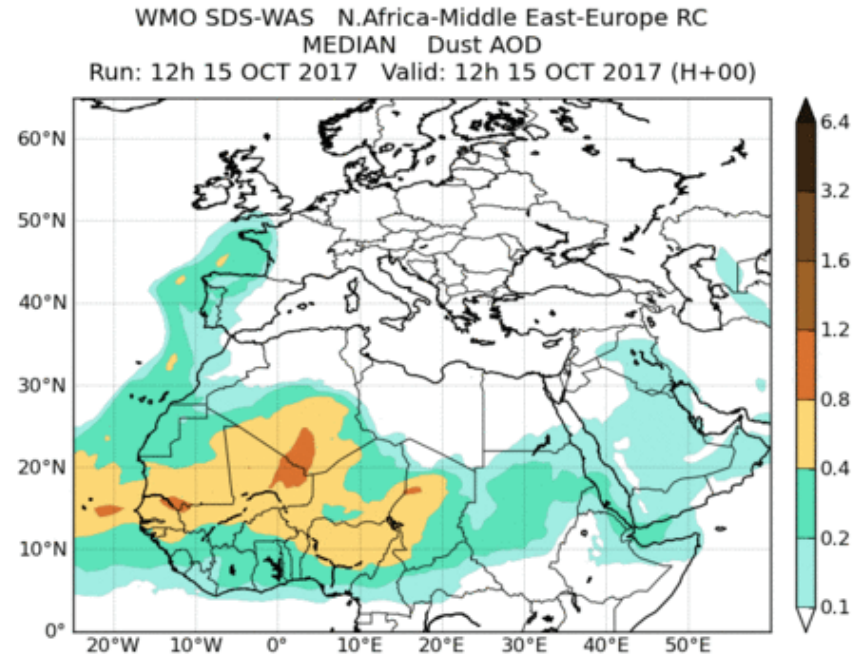 WMO SDS-WAS   N.Africa-Middle East-Europe RC
MEDIAN    Dust AOD
Run: 12h 15 OCT 2017   Valid: 12h 15 OCT 2017 (H+00)
60°N
50°N
40°N
30°N
20°N
10°N
0°
20°W
10°W
0°
10°E
20°E
30°E
40°E
50°E
6.4
3.2
1.6
1.2
0.8
0.4
0.2
0.1